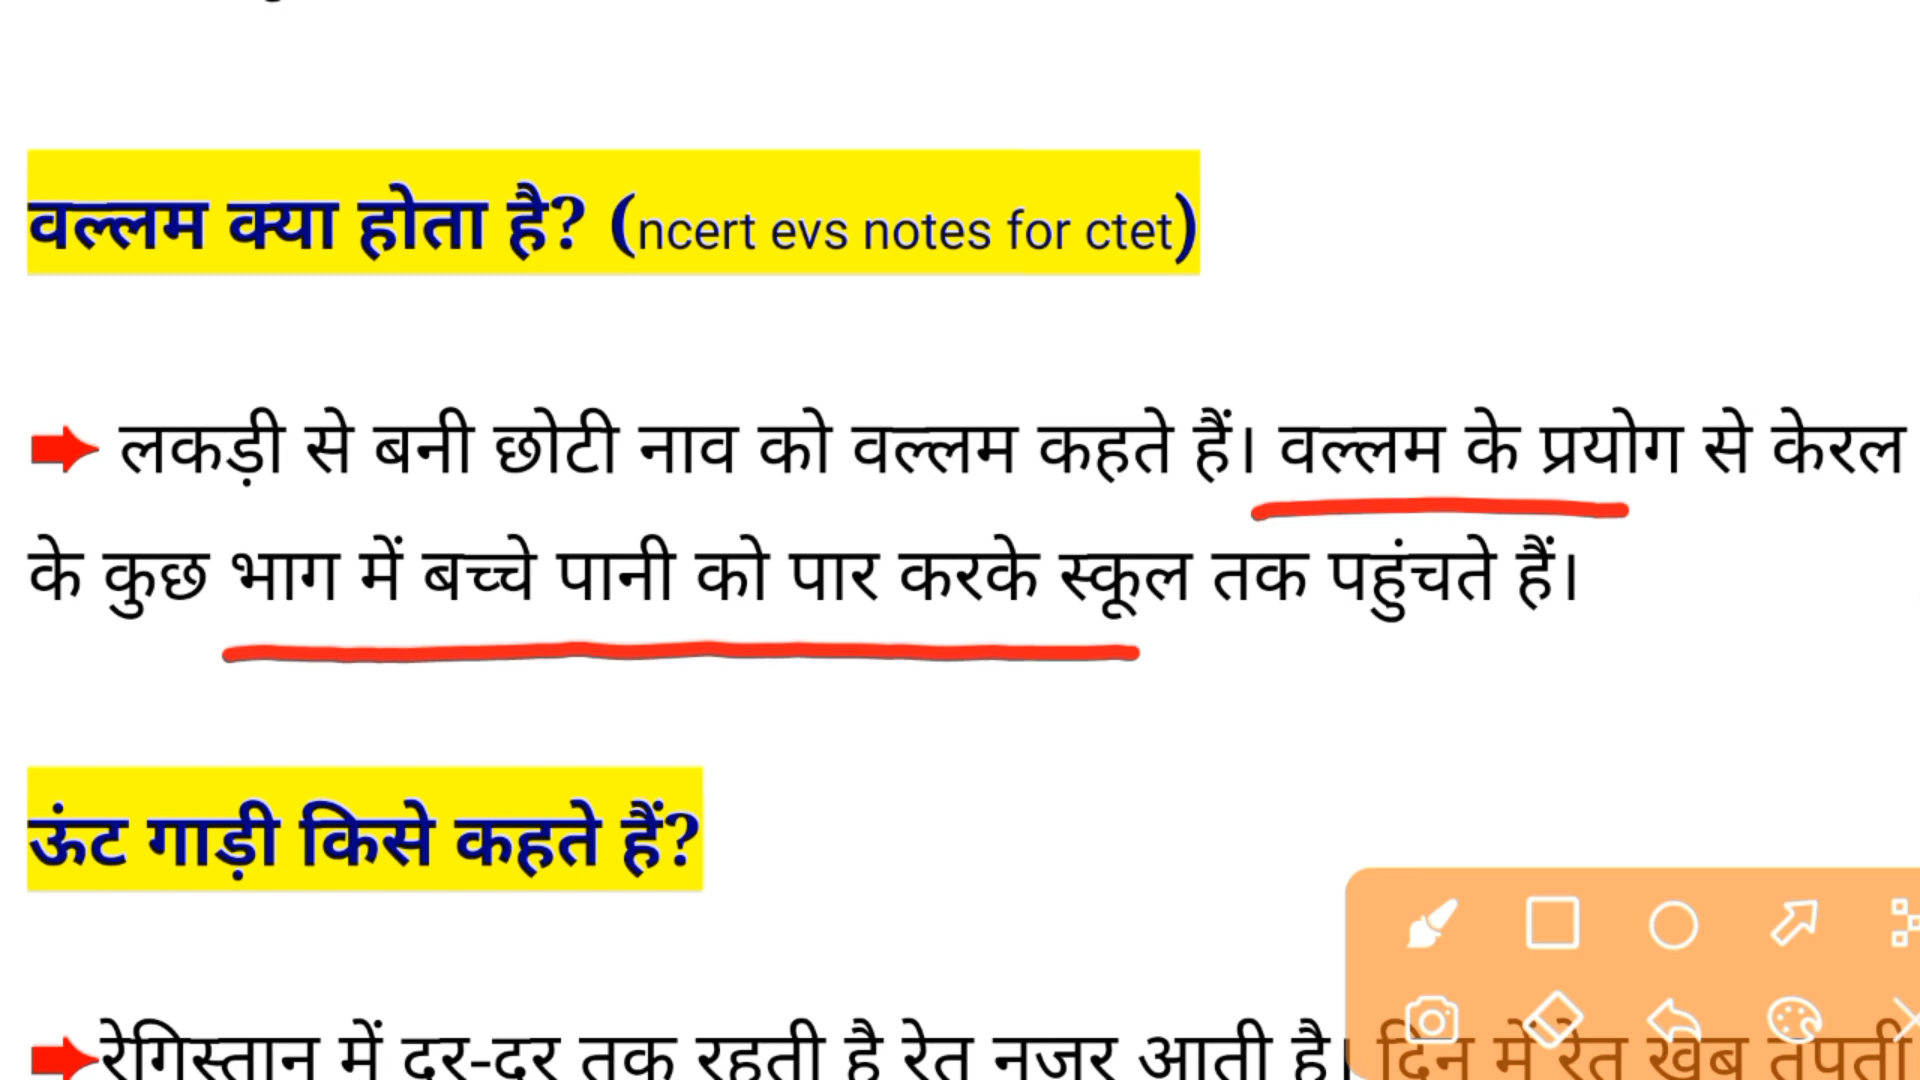 वल्लम क्या होता है? (ncert evs notes for ctet)
लकड़ी से बनी छोटी नाव को वल्लम कहते हैं। वल्लम के प्रयोग से केरल
के कुछ भाग में बच्चे पानी को पार करके स्कूल तक पहुंचते हैं।
ऊंट गाड़ी किसे कहते हैं?
रेगिस्तान में दूर-दूर तक रहती है रेत नजर आती है। दिन में रेत खूब तपती